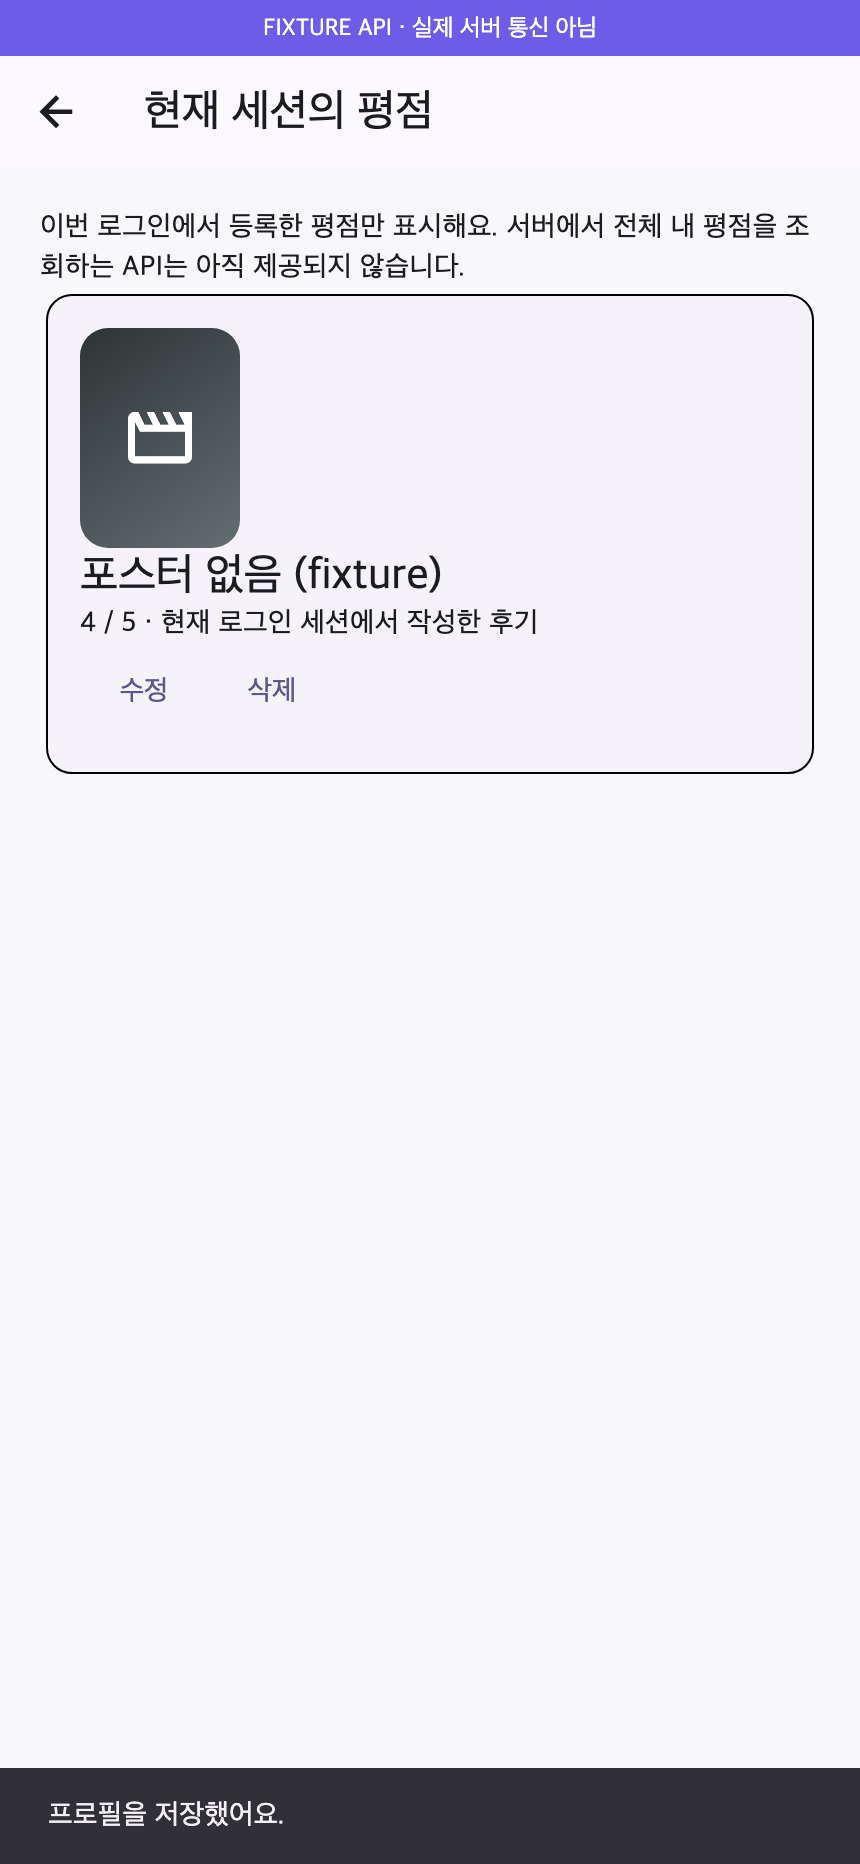 FIXTURE API · 실제 서버 통신 아님
현재 세션의 평점
이번 로그인에서 등록한 평점만 표시해요. 서버에서 전체 내 평점을 조
회하는 API는 아직 제공되지 않습니다.
포스터 없음 (fixture)
4 / 5 · 현재 로그인 세션에서 작성한 후기
수정 삭제
프로필을 저장했어요.